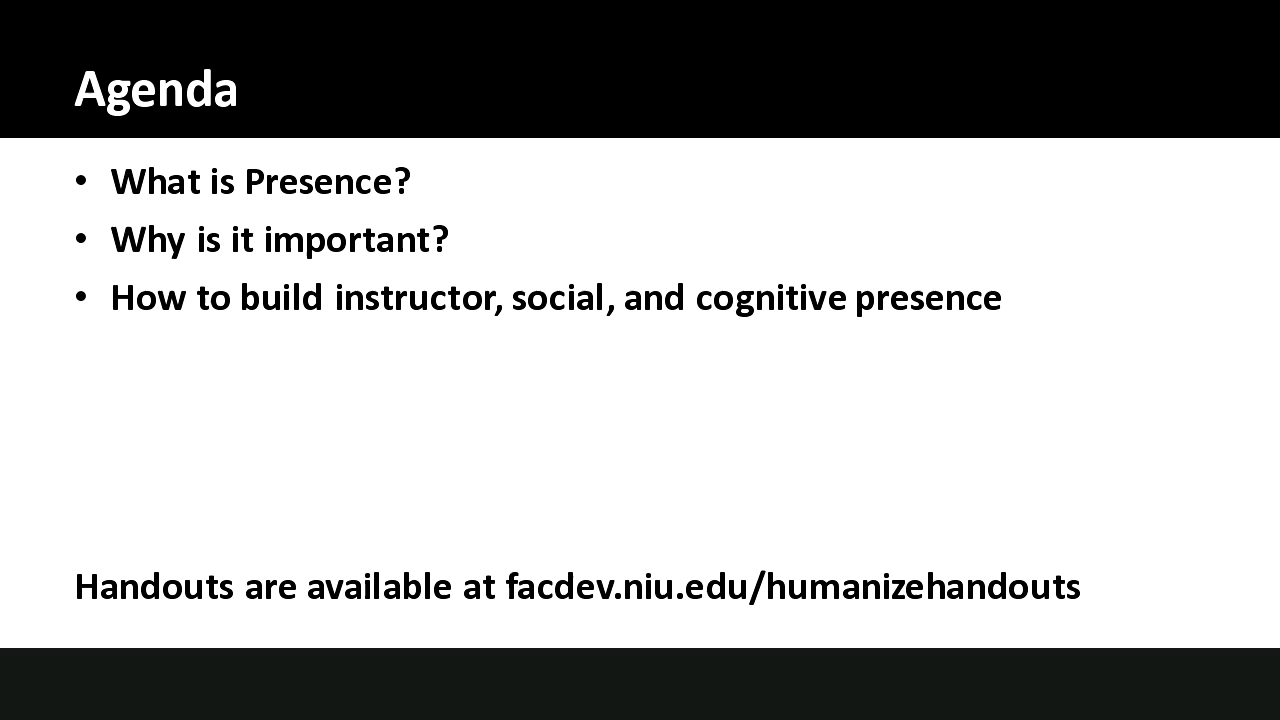 Agenda
• What is Presence?
• Why is it important?
• How to build instructor, social, and cognitive presence
Handouts are available at facdev.niu.edu/humanizehandouts